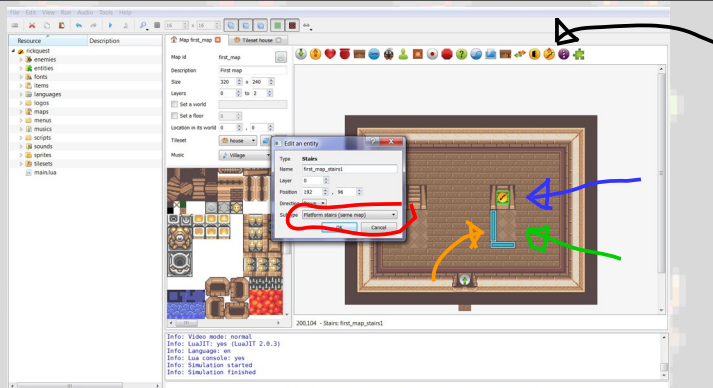 File Edit View Run Audio Tools Help
16 x 16
Resource Description
rickquest
enemies
entities
fonts
items
languages
logos
maps
menus
musics
scripts
sounds
sprites
tilesets
main.lua
Map first_map Tileset house
Map id first_map
Description First map
Size 320 x 240
Layers 0 to 2
Set a world
Set a floor 0
Location in its world 0 , 0
Tileset house
Music Village
Edit an entity
Type Stairs
Name first_map_stairs1
Layer 0
Position 192 , 96
Direction
Subtype Platform stairs (same map)
OK Cancel
200,104 - Stairs: first_map_stairs1
Info: Video mode: normal
Info: LuaJIT: yes (LuaJIT 2.0.3)
Info: Language: en
Info: Lua console: yes
Info: Simulation started
Info: Simulation finished